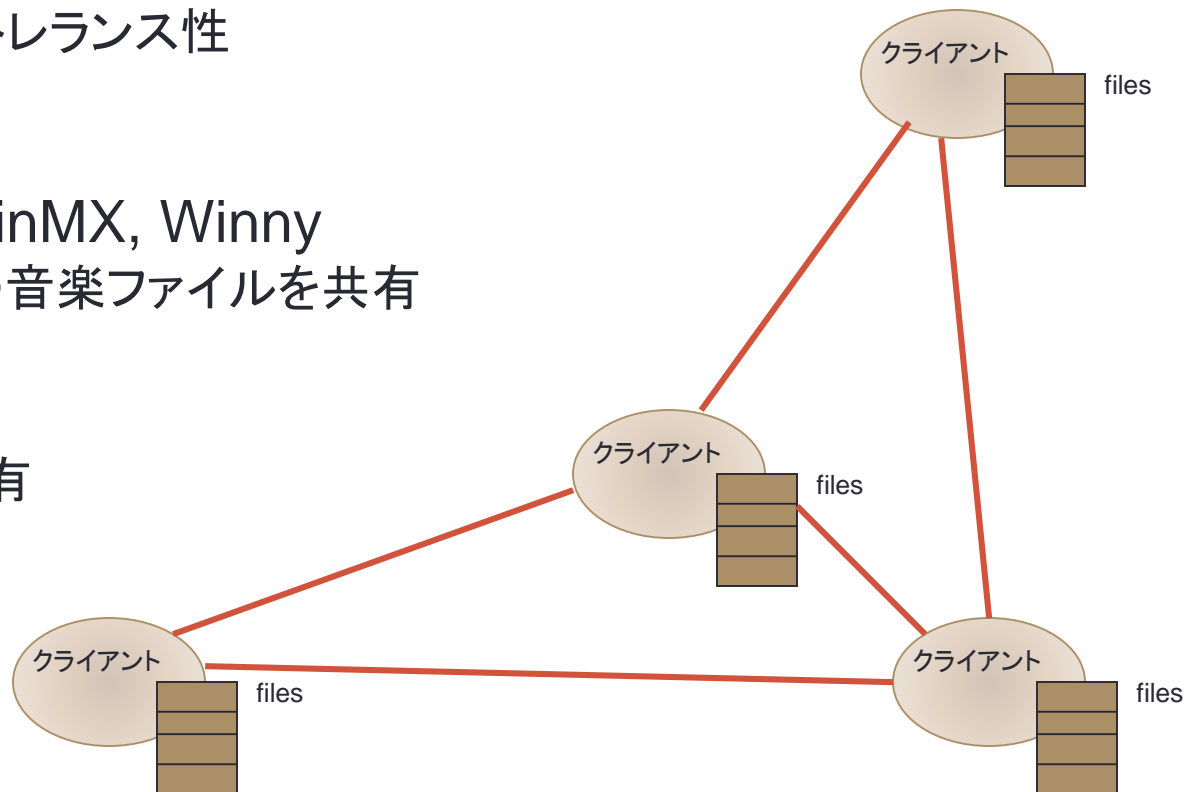 トレランス性
inMX, Winny
音楽ファイルを共有
有
クライアント
files
クライアント
files
クライアント
files
クライアント
files